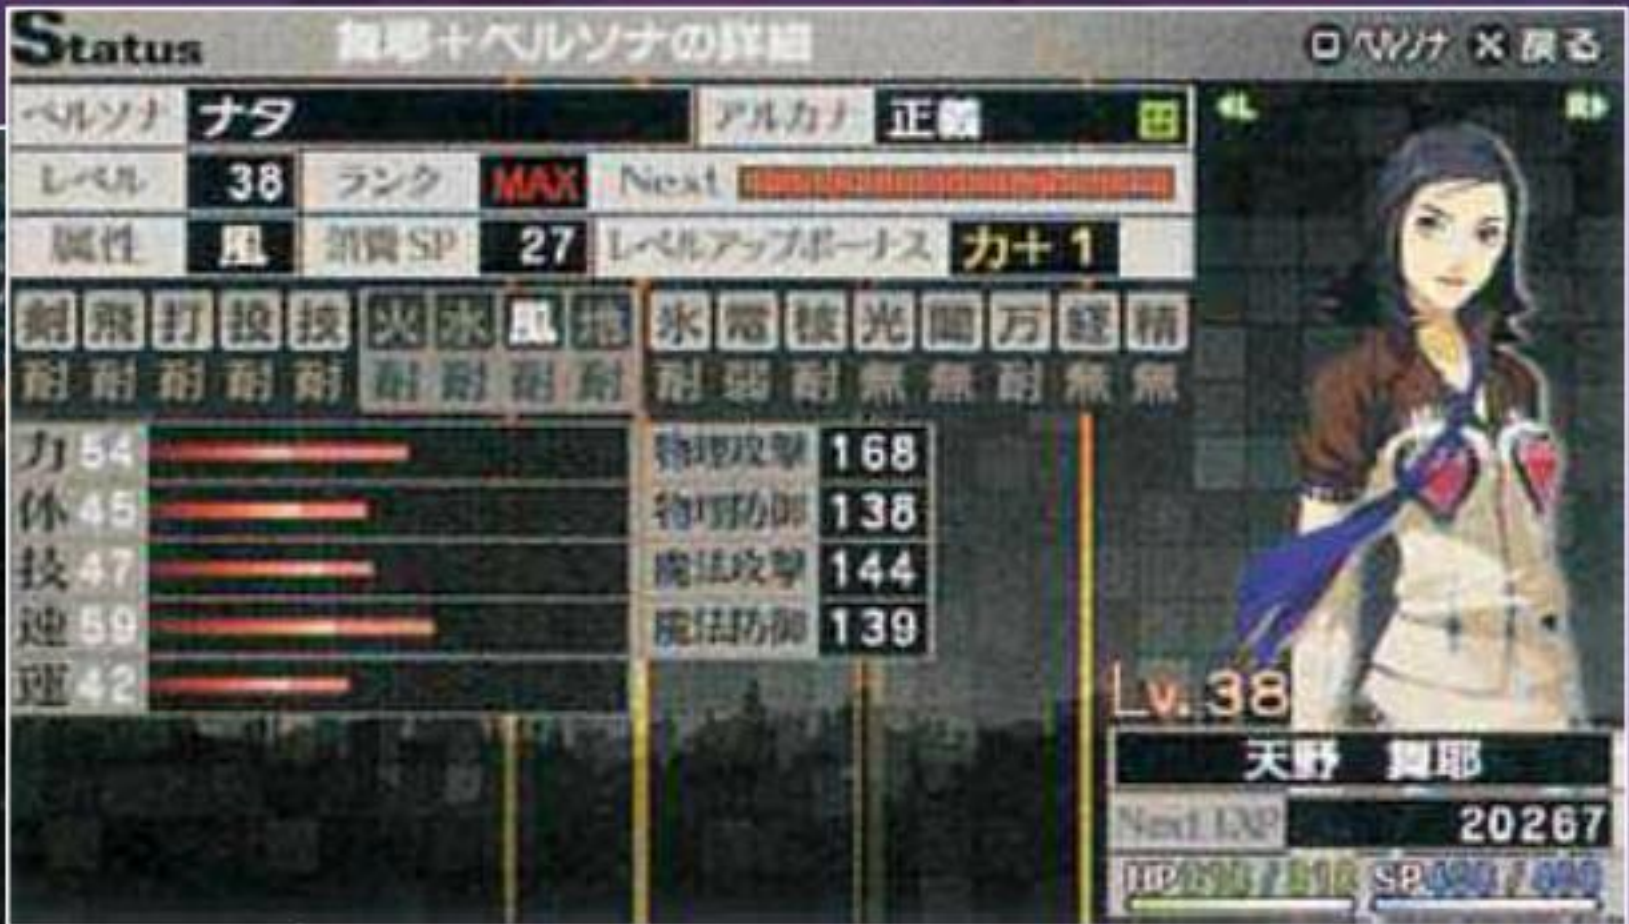 Status 舞耶＋ペルソナの詳細 □ペルソナ ×戻る
ペルソナ ナタ アルカナ 正義
L R
レベル 38 ランク MAX Next
属性 風 消費SP 27 レベルアップボーナス 力＋1
剣 飛 打 投 技 火 水 風 地 氷 電 核 光 闇 万 経 精
耐 耐 耐 耐 耐 耐 耐 耐 耐 耐 弱 耐 無 無 耐 無 無
力 54 物理攻撃 168
体 45 物理防御 138
技 47 魔法攻撃 144
速 59 魔法防御 139
運 42
Lv.38
天野 舞耶
Next EXP 20267
HP SP